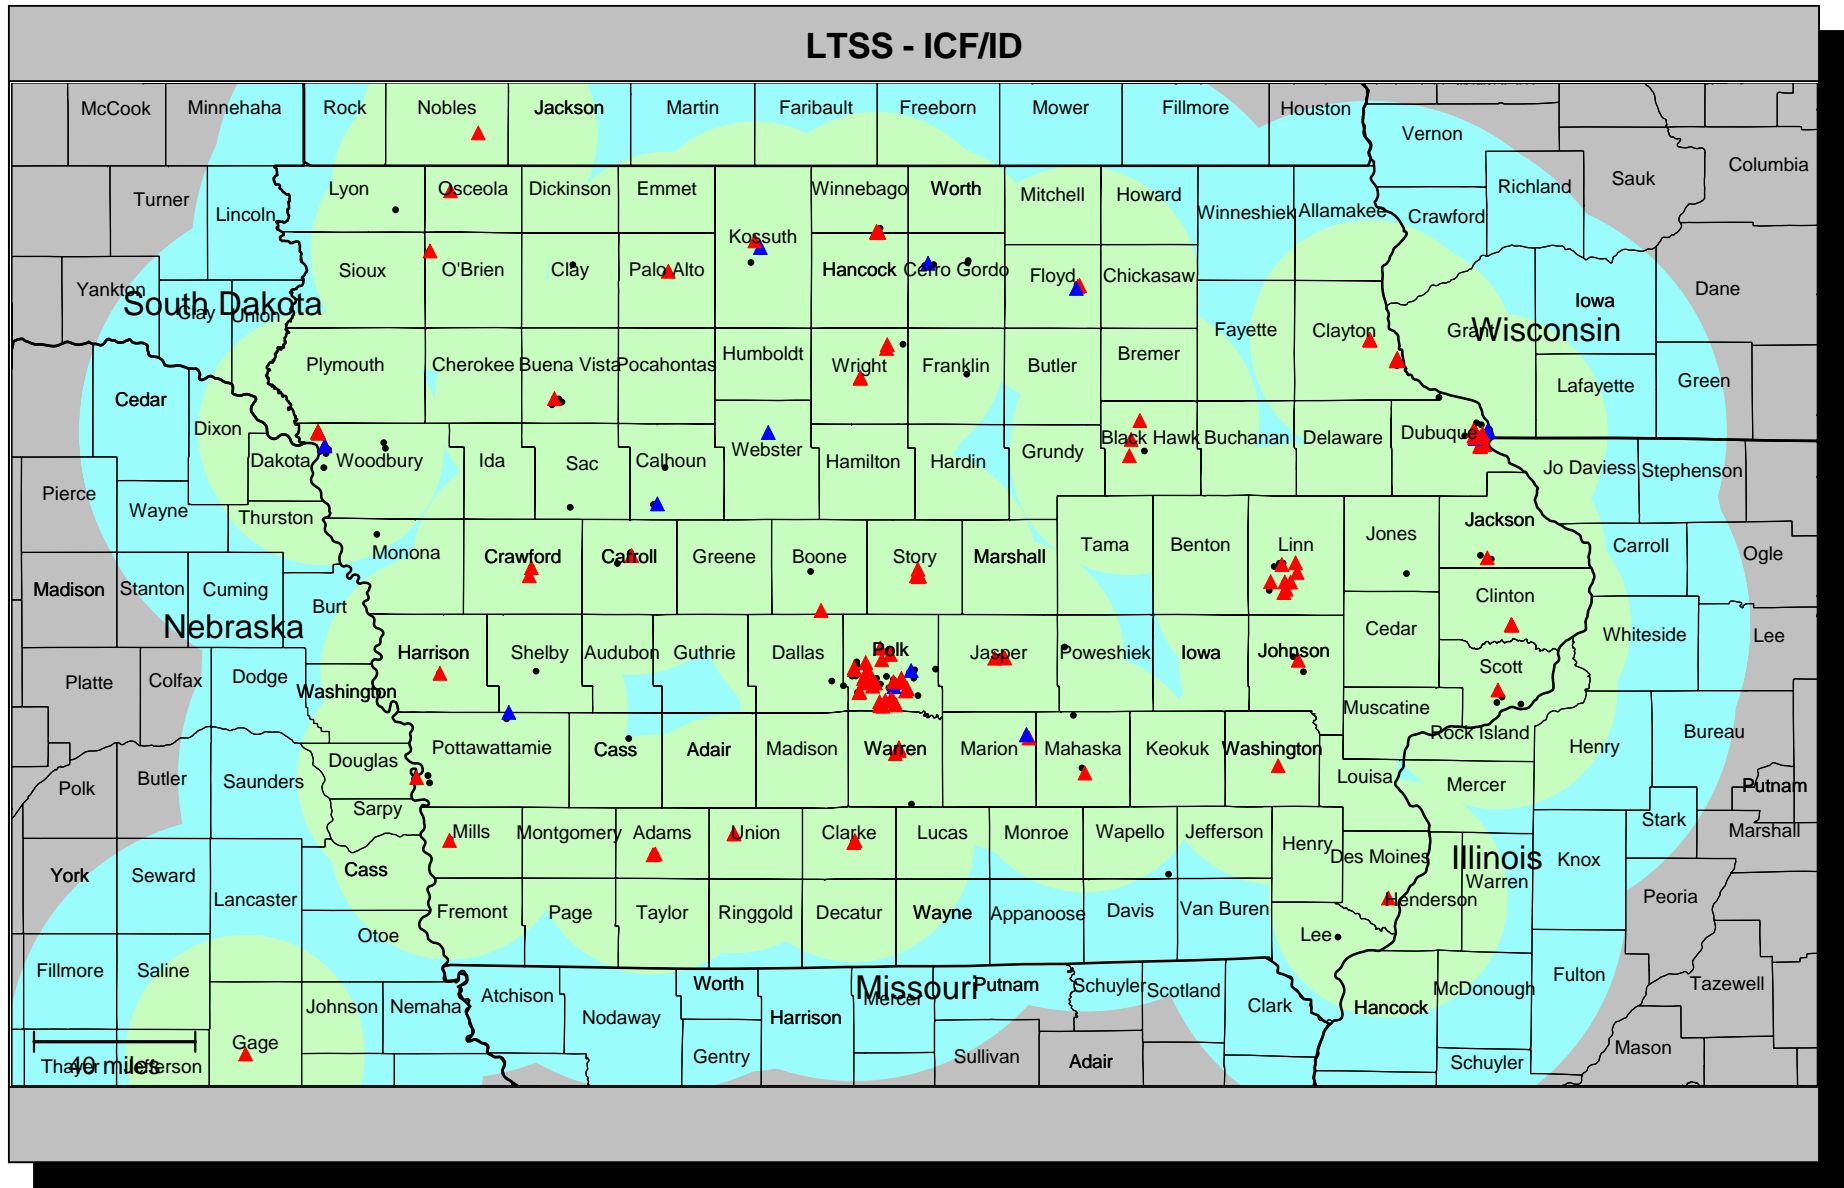 LTSS - ICF/ID
McCook
Minnehaha
Rock
Nobles
Jackson
Martin
Faribault
Freeborn
Mower
Fillmore
Houston
Vernon
Columbia
Sauk
Richland
Turner
Lincoln
Lyon
Osceola
Dickinson
Emmet
Winnebago
Worth
Mitchell
Howard
Winneshiek
Allamakee
Crawford
Kossuth
Yankton
Clay
Union
South Dakota
Sioux
O'Brien
Clay
Palo Alto
Hancock
Cerro Gordo
Floyd
Chickasaw
Fayette
Clayton
Grant
Iowa
Dane
Wisconsin
Plymouth
Cherokee
Buena Vista
Pocahontas
Humboldt
Wright
Franklin
Butler
Bremer
Lafayette
Green
Cedar
Dixon
Dakota
Woodbury
Ida
Sac
Calhoun
Webster
Hamilton
Hardin
Grundy
Black Hawk
Buchanan
Delaware
Dubuque
Jo Daviess
Stephenson
Pierce
Wayne
Thurston
Monona
Crawford
Carroll
Greene
Boone
Story
Marshall
Tama
Benton
Linn
Jones
Jackson
Carroll
Ogle
Madison
Stanton
Cuming
Burt
Nebraska
Clinton
Cedar
Whiteside
Lee
Harrison
Shelby
Audubon
Guthrie
Dallas
Polk
Jasper
Poweshiek
Iowa
Johnson
Scott
Platte
Colfax
Dodge
Washington
Muscatine
Rock Island
Henry
Bureau
Pottawattamie
Cass
Adair
Madison
Warren
Marion
Mahaska
Keokuk
Washington
Louisa
Mercer
Putnam
Polk
Butler
Saunders
Douglas
Sarpy
Stark
Marshall
Mills
Montgomery
Adams
Union
Clarke
Lucas
Monroe
Wapello
Jefferson
Henry
Des Moines
Illinois
Knox
Warren
York
Seward
Cass
Lancaster
Henderson
Peoria
Fremont
Page
Taylor
Ringgold
Decatur
Wayne
Appanoose
Davis
Van Buren
Lee
Otoe
Fillmore
Saline
Johnson
Nemaha
Atchison
Nodaway
Worth
Harrison
Mercer
Missouri
Putnam
Schuyler
Scotland
Clark
Hancock
McDonough
Fulton
Tazewell
Gage
Gentry
Sullivan
Adair
Schuyler
Mason
Thayer
40 miles
Jefferson